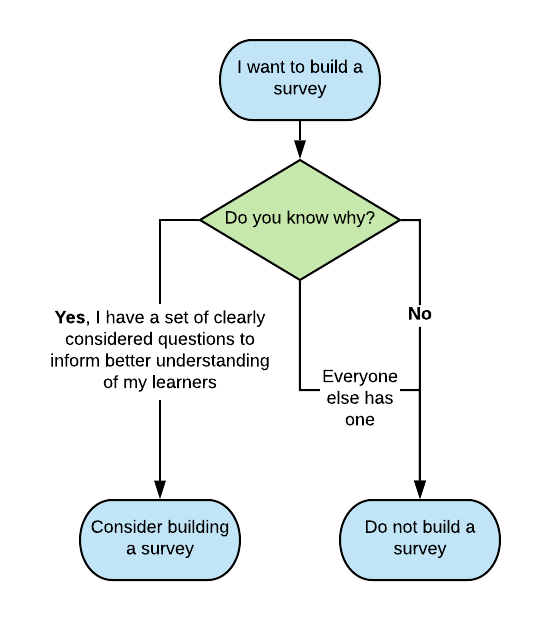 I want to build a
survey
Do you know why?
Yes, I have a set of clearly
considered questions to
inform better understanding
of my learners
No
Everyone
else has
one
Consider building
a survey
Do not build a
survey